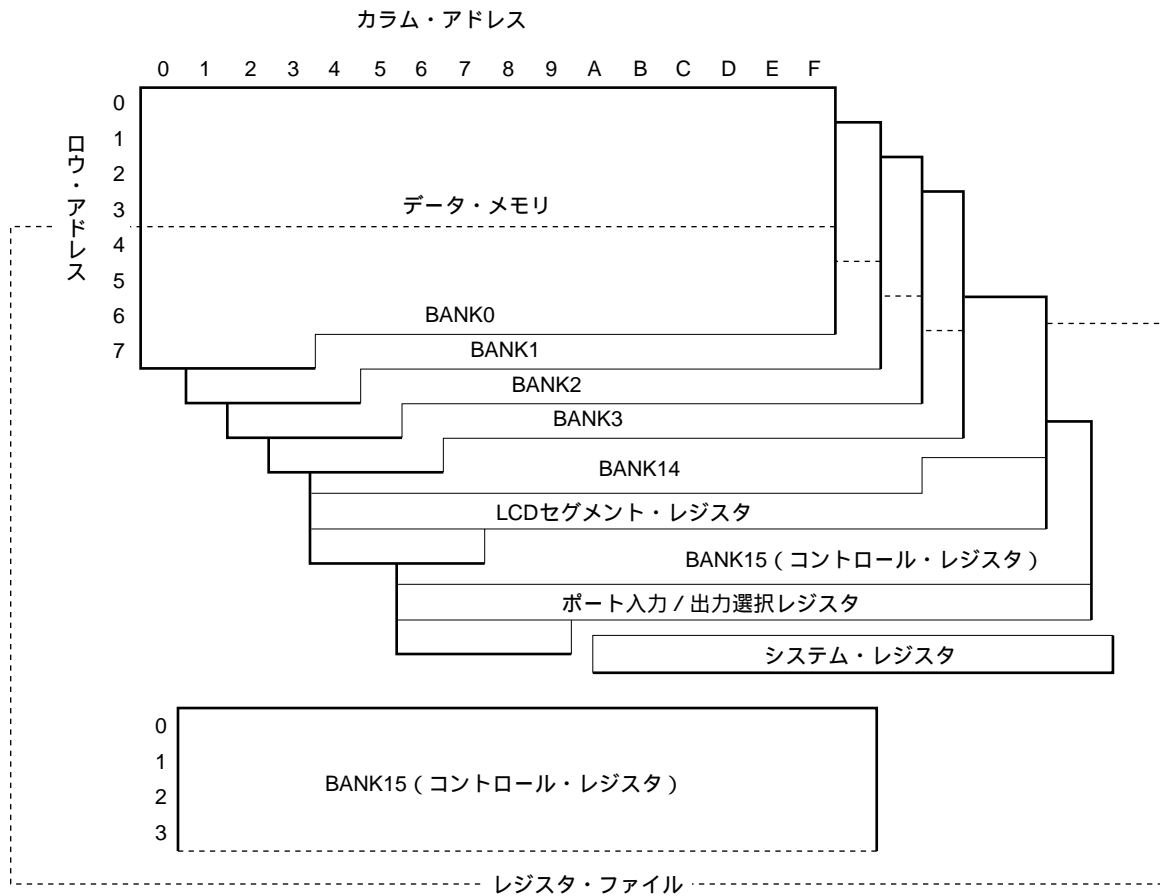 カラム・アドレス
0 1 2 3 4 5 6 7 8 9 A B C D E F
ロウ・アドレス
0
1
2
3
4
5
6
7
データ・メモリ
BANK0
BANK1
BANK2
BANK3
BANK14
LCDセグメント・レジスタ
BANK15(コントロール・レジスタ)
ポート入力/出力選択レジスタ
システム・レジスタ
0
1
2
3
BANK15(コントロール・レジスタ)
レジスタ・ファイル